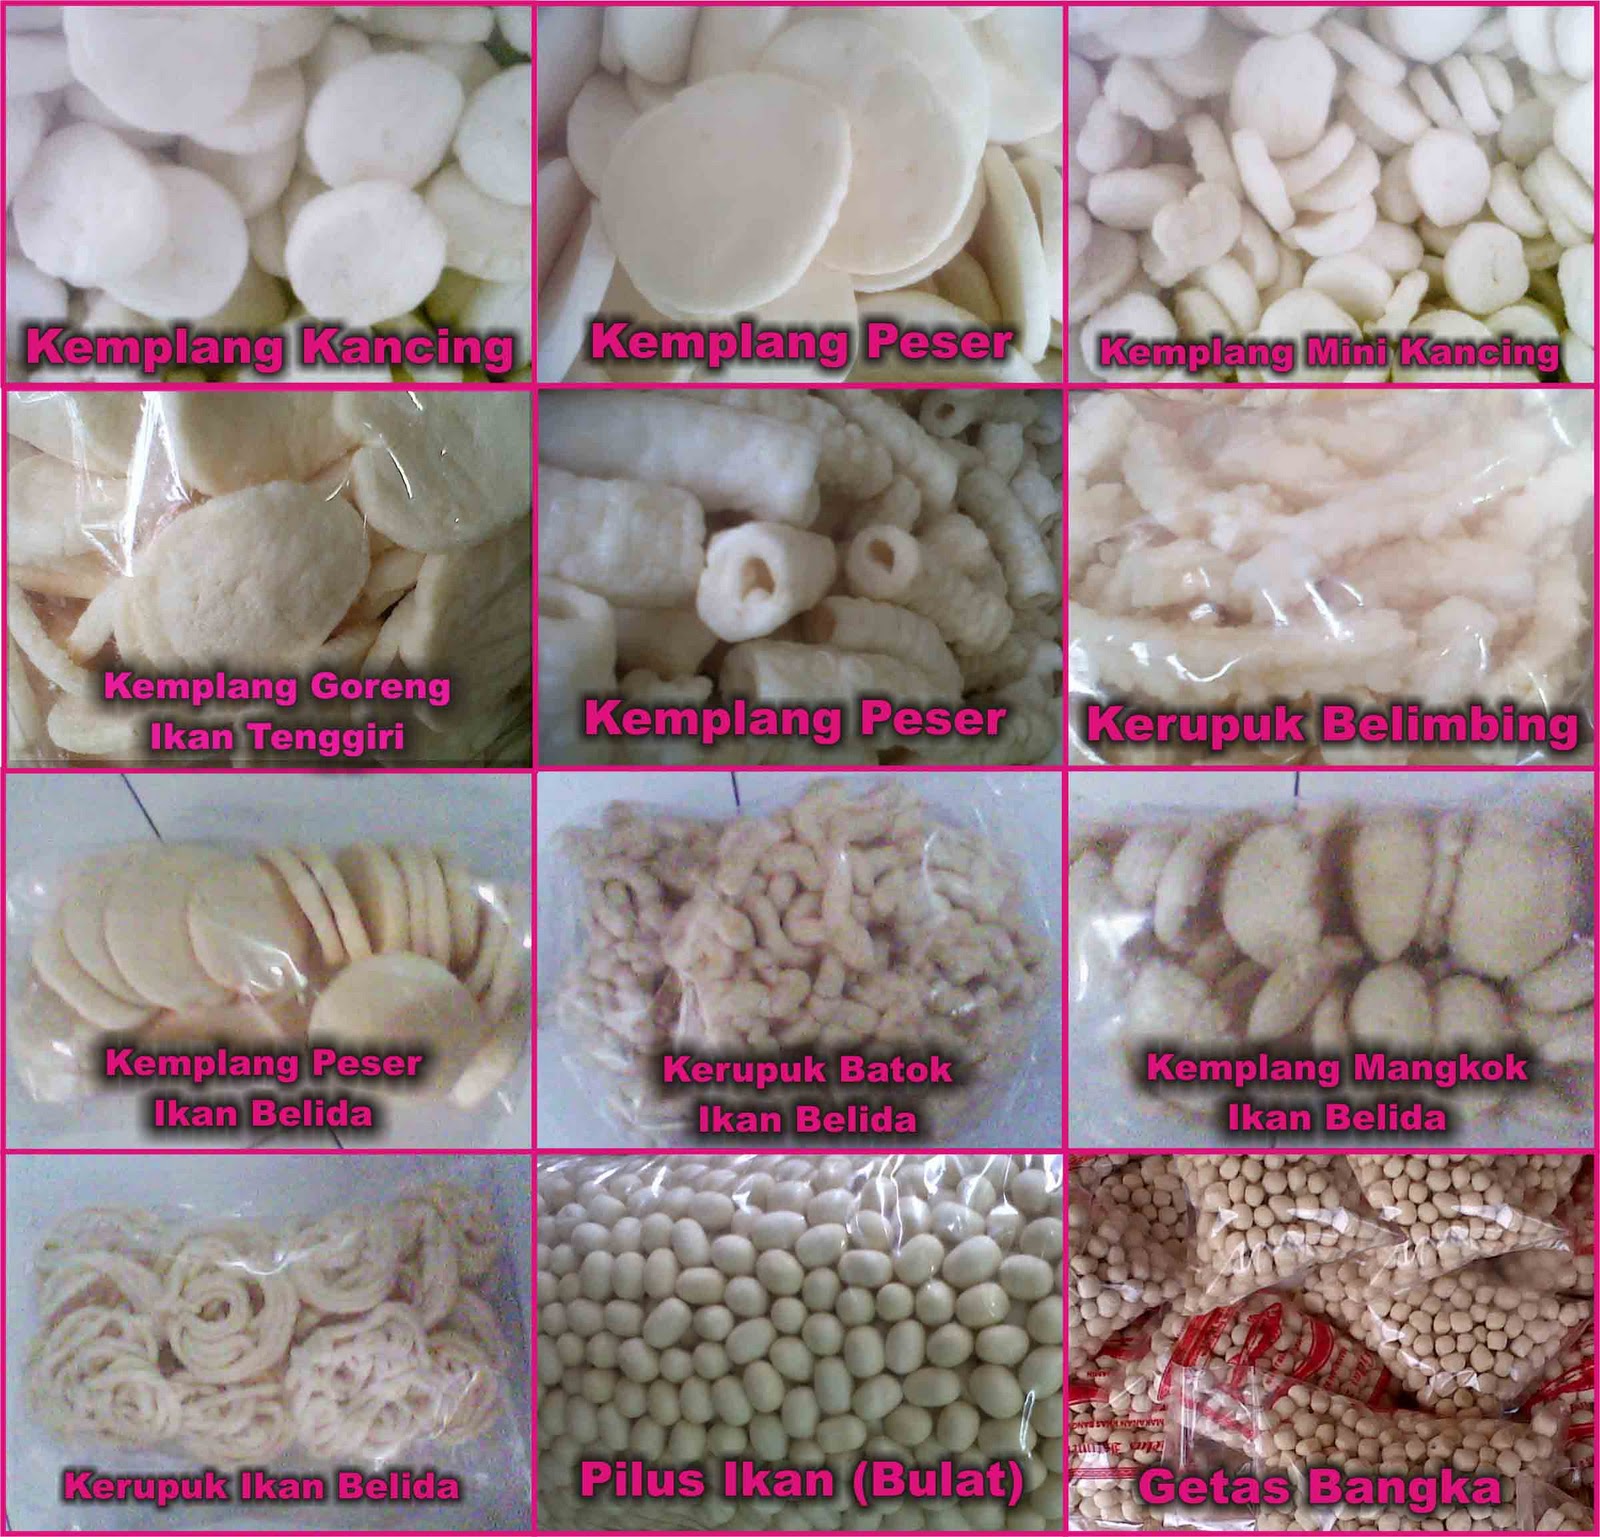 Kemplang Kancing
Kemplang Peser
Kemplang Mini Kancing
Kemplang Goreng
Ikan Tenggiri
Kemplang Peser
Kerupuk Belimbing
Kemplang Peser
Ikan Belida
Kerupuk Batok
Ikan Belida
Kemplang Mangkok
Ikan Belida
Kerupuk Ikan Belida
Pilus Ikan (Bulat)
Getas Bangka